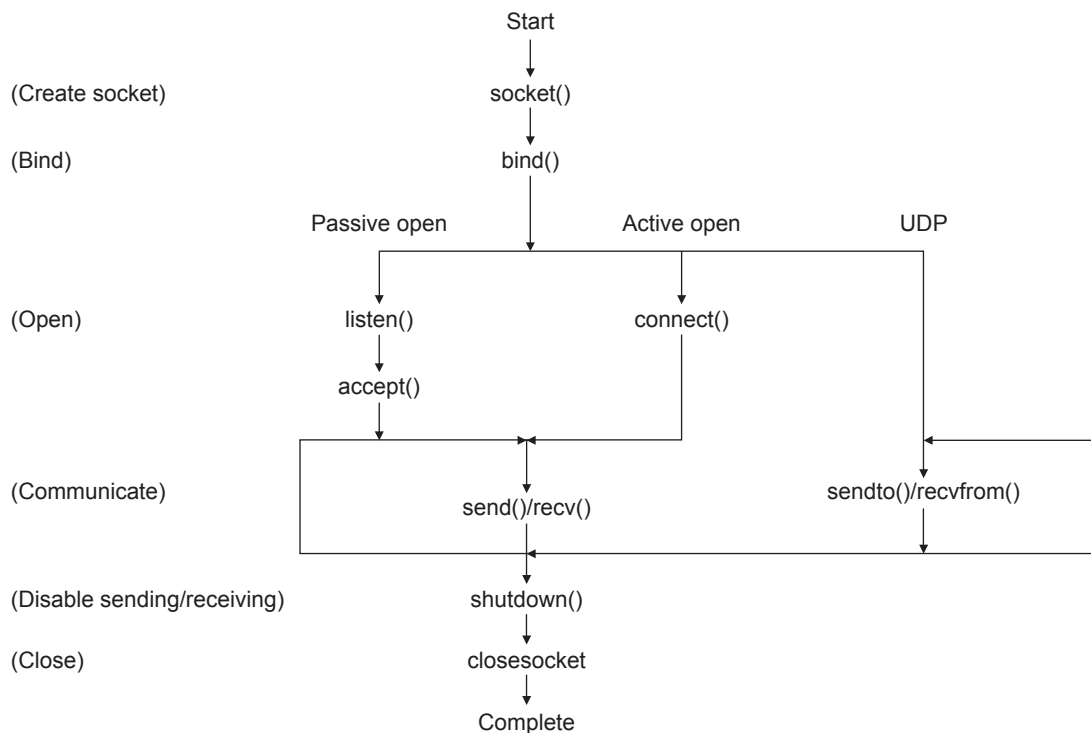 Start
(Create socket)
socket()
(Bind)
bind()
Passive open
Active open
UDP
(Open)
listen()
connect()
accept()
(Communicate)
send()/recv()
sendto()/recvfrom()
(Disable sending/receiving)
shutdown()
(Close)
closesocket
Complete